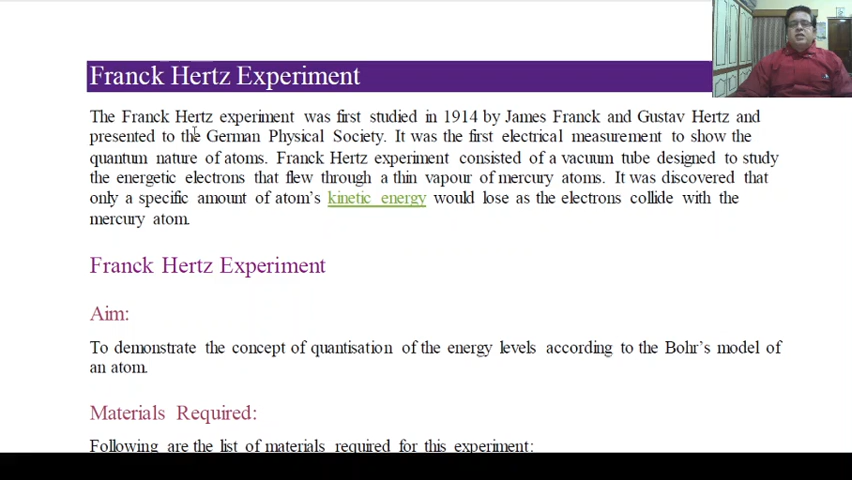 Franck Hertz Experiment
The Franck Hertz experiment was first studied in 1914 by James Franck and Gustav Hertz and
presented to the German Physical Society. It was the first electrical measurement to show the
quantum nature of atoms. Franck Hertz experiment consisted of a vacuum tube designed to study
the energetic electrons that flew through a thin vapour of mercury atoms. It was discovered that
only a specific amount of atom's kinetic energy would lose as the electrons collide with the
mercury atom.
Franck Hertz Experiment
Aim:
To demonstrate the concept of quantisation of the energy levels according to the Bohr's model of
an atom.
Materials Required:
Following are the list of materials required for this experiment: